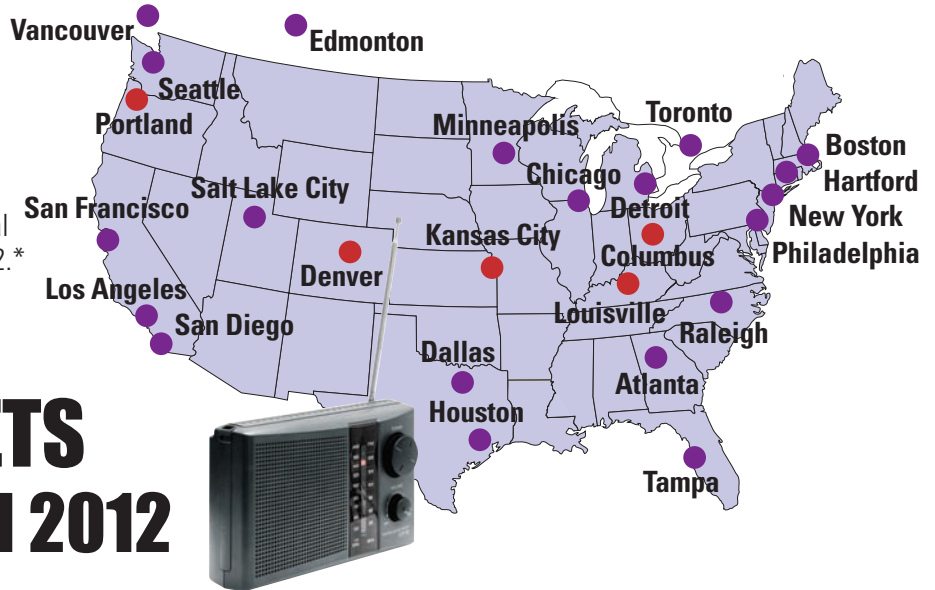 Vancouver
Edmonton
Seattle
Portland
Minneapolis
Toronto
Boston
Chicago
Hartford
Salt Lake City
Detroit
San Francisco
New York
Kansas City
Columbus
Philadelphia
2.*
Denver
Los Angeles
Louisville
San Diego
Raleigh
Dallas
Atlanta
Houston
Tampa
2012